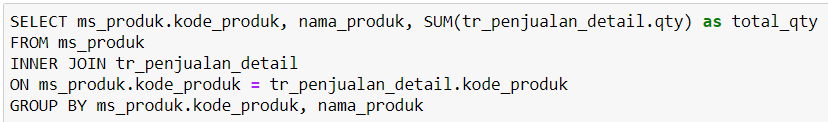 SELECT ms_produk.kode_produk, nama_produk, SUM(tr_penjualan_detail.qty) as total_qty
FROM ms_produk
INNER JOIN tr_penjualan_detail
ON ms_produk.kode_produk = tr_penjualan_detail.kode_produk
GROUP BY ms_produk.kode_produk, nama_produk